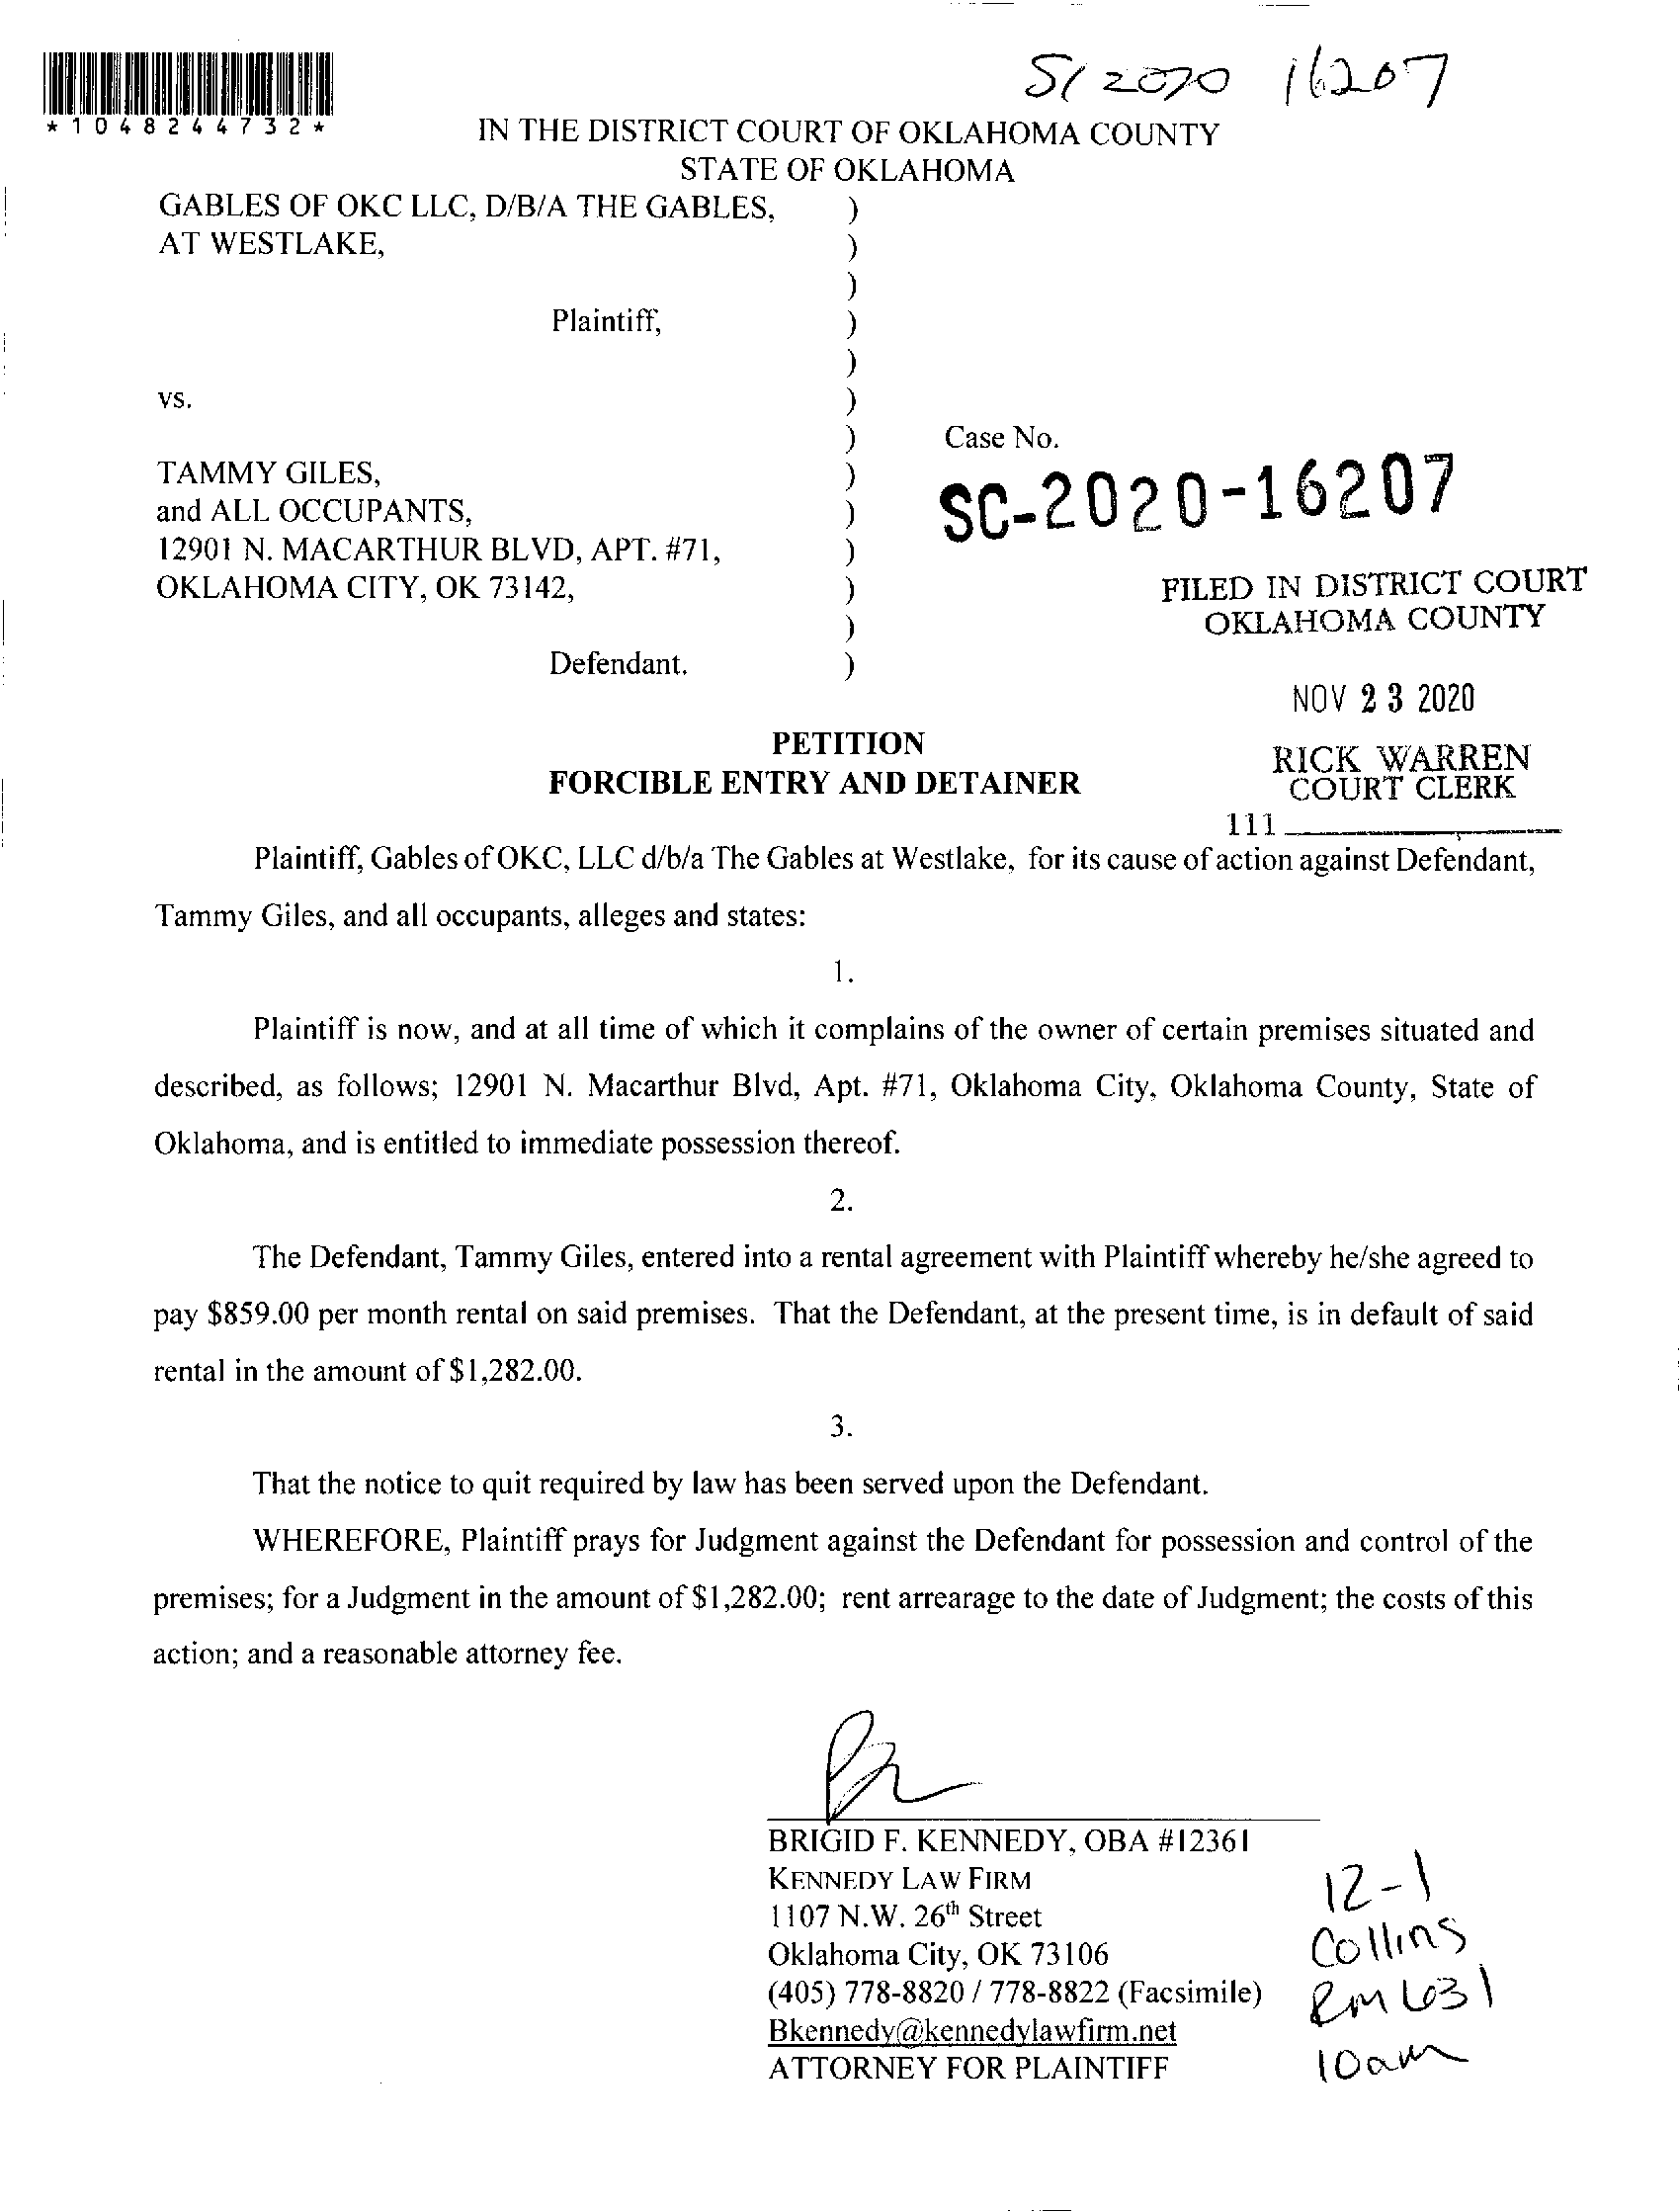 SC 2020 16207
*1048244732*
IN THE DISTRICT COURT OF OKLAHOMA COUNTY
STATE OF OKLAHOMA
GABLES OF OKC LLC, D/B/A THE GABLES, )
AT WESTLAKE, )
)
Plaintiff, )
)
vs. )
) Case No.
TAMMY GILES, )
and ALL OCCUPANTS, ) SC-2020-16207
12901 N. MACARTHUR BLVD, APT. #71, )
OKLAHOMA CITY, OK 73142, )
)
Defendant. )
FILED IN DISTRICT COURT
OKLAHOMA COUNTY
NOV 23 2020
RICK WARREN
COURT CLERK
111
PETITION
FORCIBLE ENTRY AND DETAINER
Plaintiff, Gables of OKC, LLC d/b/a The Gables at Westlake, for its cause of action against Defendant,
Tammy Giles, and all occupants, alleges and states:
1.
Plaintiff is now, and at all time of which it complains of the owner of certain premises situated and
described, as follows; 12901 N. Macarthur Blvd, Apt. #71, Oklahoma City, Oklahoma County, State of
Oklahoma, and is entitled to immediate possession thereof.
2.
The Defendant, Tammy Giles, entered into a rental agreement with Plaintiff whereby he/she agreed to
pay $859.00 per month rental on said premises. That the Defendant, at the present time, is in default of said
rental in the amount of $1,282.00.
3.
That the notice to quit required by law has been served upon the Defendant.
WHEREFORE, Plaintiff prays for Judgment against the Defendant for possession and control of the
premises; for a Judgment in the amount of $1,282.00; rent arrearage to the date of Judgment; the costs of this
action; and a reasonable attorney fee.
BRIGID F. KENNEDY, OBA #12361
KENNEDY LAW FIRM
1107 N.W. 26th Street
Oklahoma City, OK 73106
(405) 778-8820 / 778-8822 (Facsimile)
Bkennedy@kennedylawfirm.net
ATTORNEY FOR PLAINTIFF
12-1
Collins
Rm 631
10am